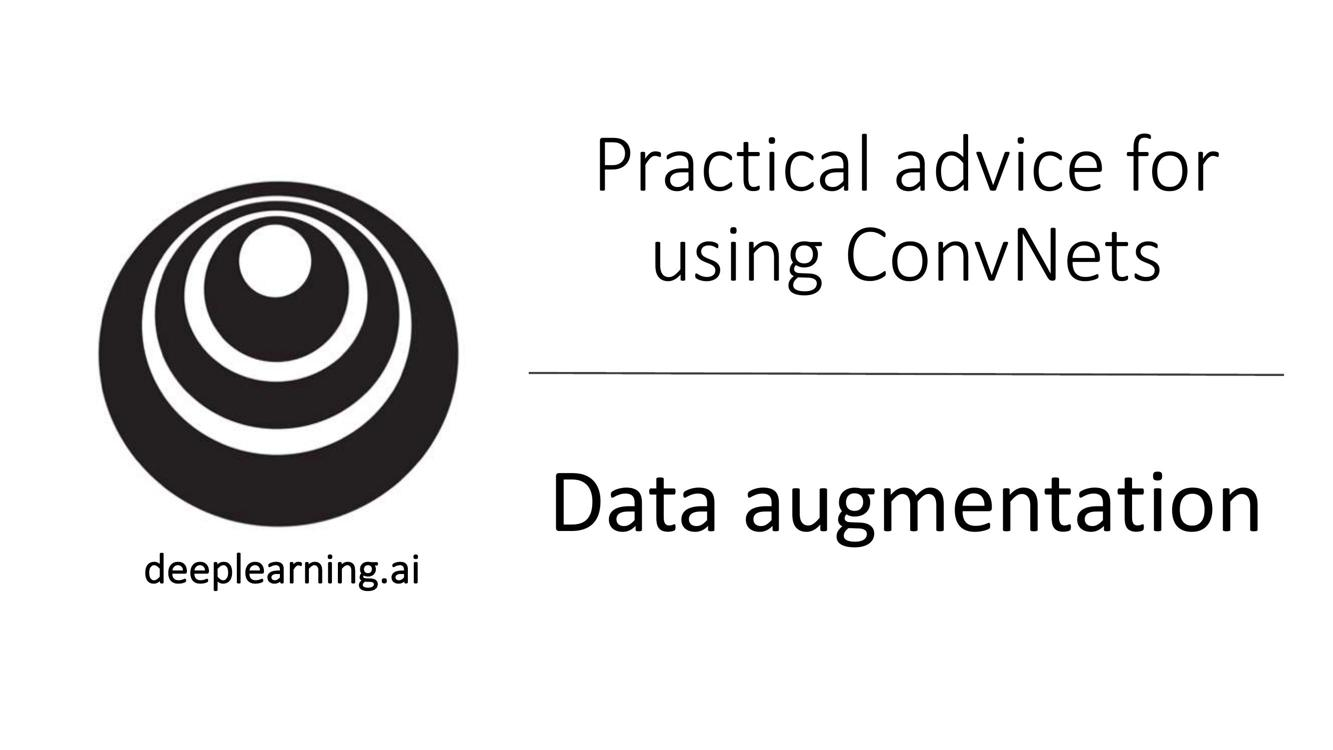 Practical advice for
using ConvNets
Data augmentation
deeplearning.ai